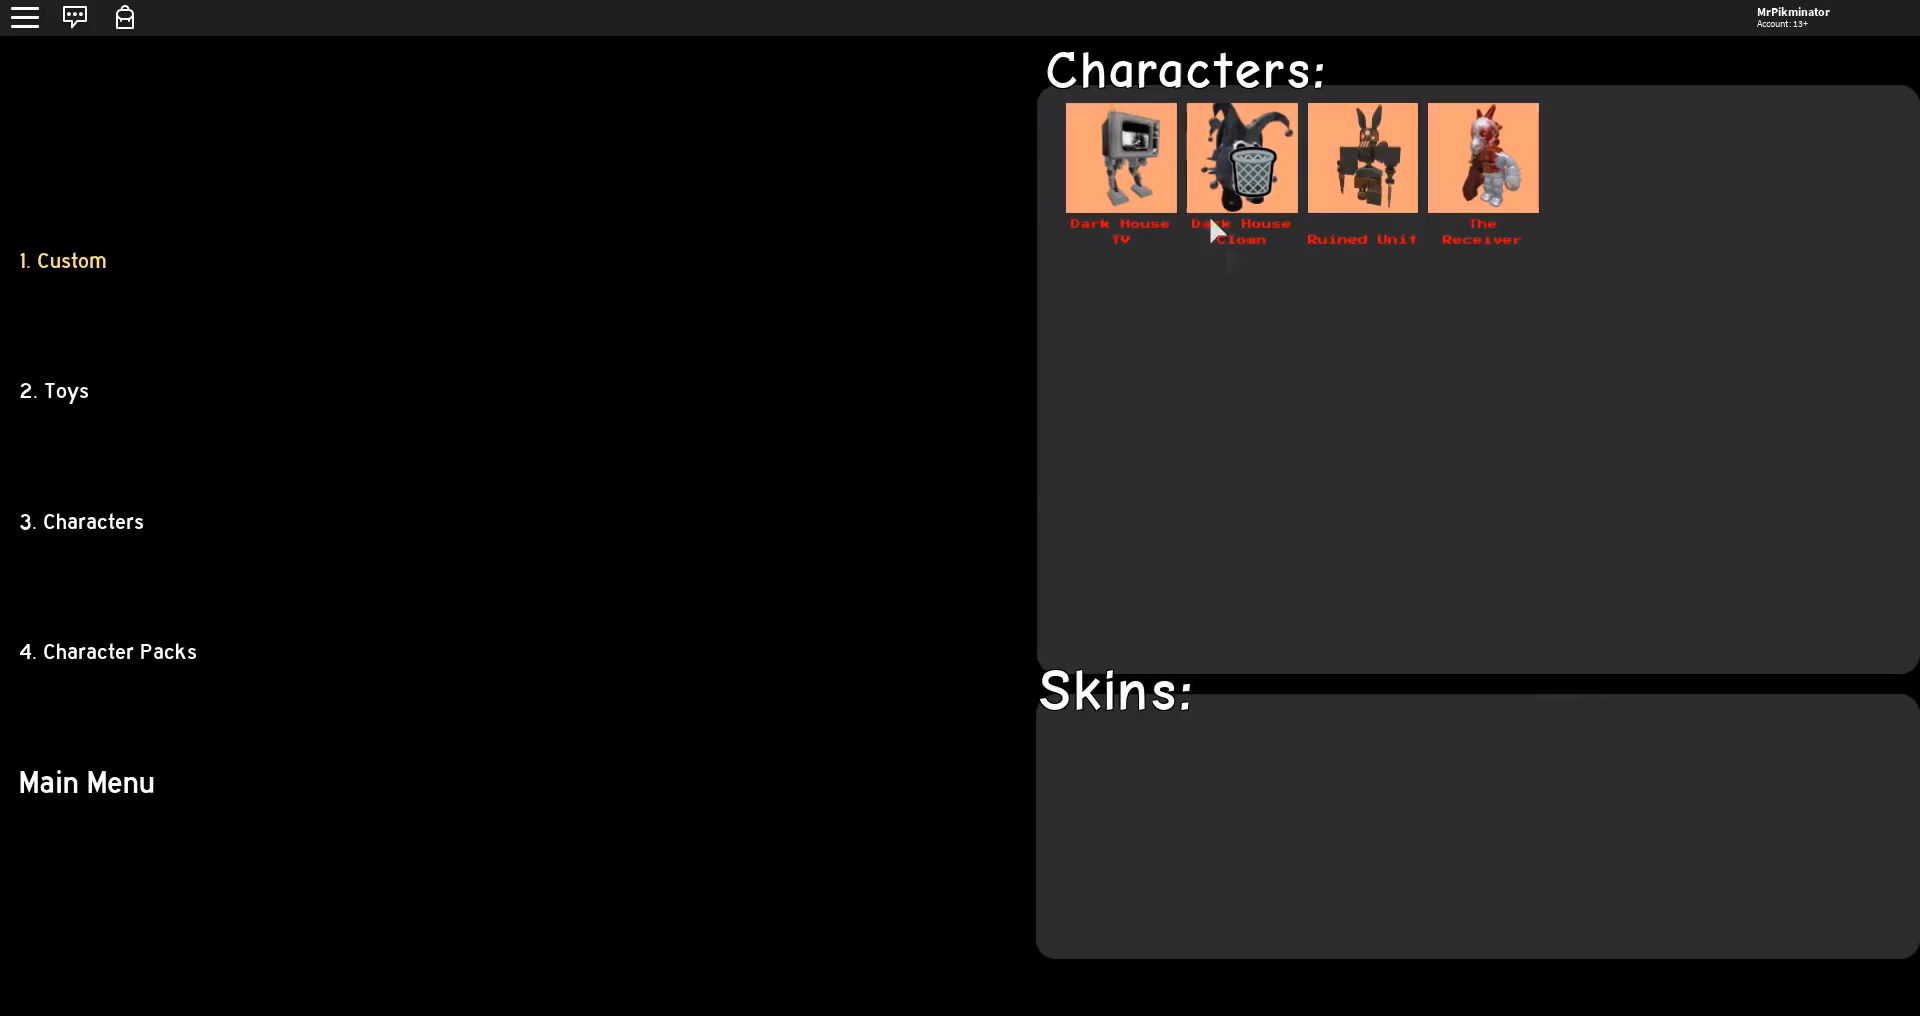 MrPikminator
Account: 13+
Characters:
Dark House
TV
Dark House
Clown
Ruined Unit
The
Receiver
1. Custom
2. Toys
3. Characters
4. Character Packs
Main Menu
Skins: